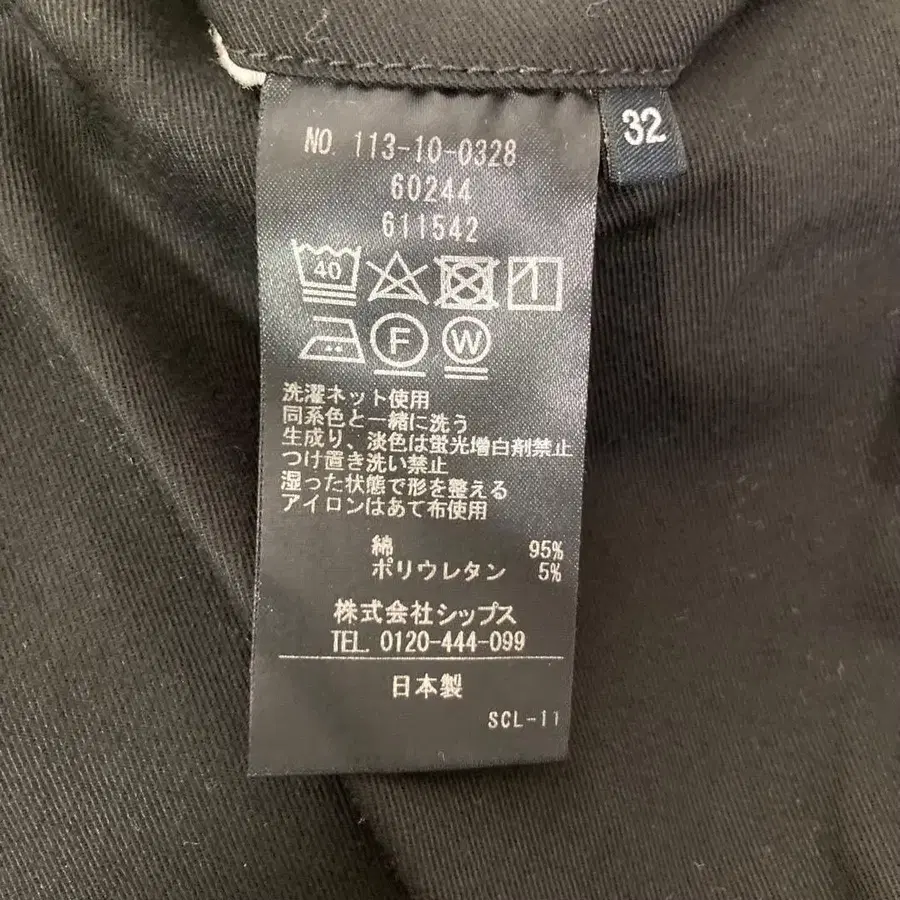 NO. 113-10-0328
32
60244
611542
40
F
W
洗濯ネット使用
同系色と一緒に洗う
生成り、淡色は蛍光増白剤禁止
つけ置き洗い禁止
湿った状態で形を整える
アイロンはあて布使用
綿 95%
ポリウレタン 5%
株式会社シップス
TEL. 0120-444-099
日本製
SCL-11